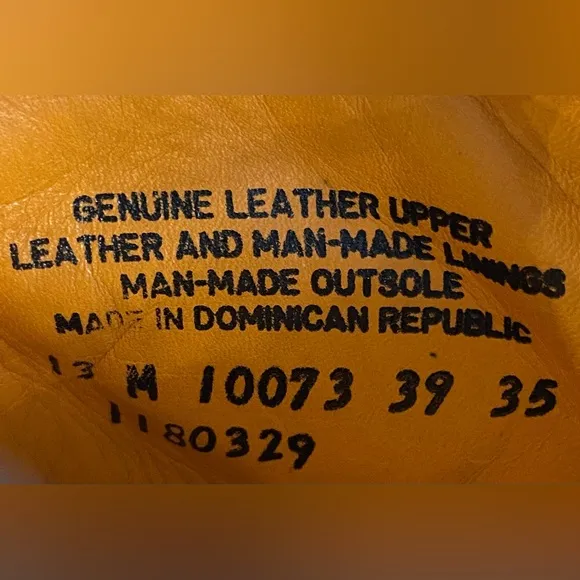 GENUINE LEATHER UPPER
LEATHER AND MAN-MADE LININGS
MAN-MADE OUTSOLE
MADE IN DOMINICAN REPUBLIC
13 M 10073 39 35
1180329